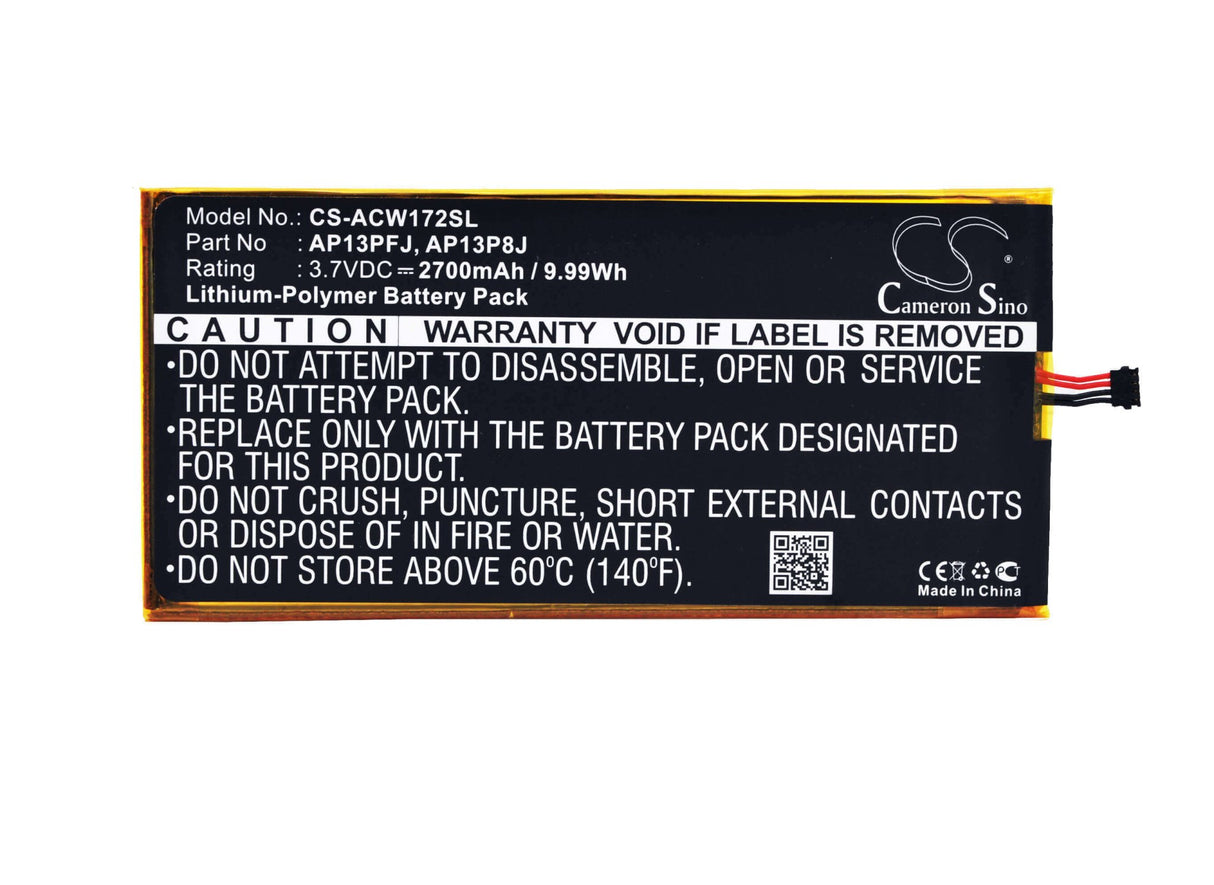 Model No.: CS-ACW172SL
Part No : AP13PFJ, AP13P8J
Rating : 3.7VDC⎓2700mAh / 9.99Wh
Lithium-Polymer Battery Pack
CS
®
Cameron Sino
CAUTION WARRANTY VOID IF LABEL IS REMOVED
•DO NOT ATTEMPT TO DISASSEMBLE, OPEN OR SERVICE
THE BATTERY PACK.
•REPLACE ONLY WITH THE BATTERY PACK DESIGNATED
FOR THIS PRODUCT.
•DO NOT CRUSH, PUNCTURE, SHORT EXTERNAL CONTACTS
OR DISPOSE OF IN FIRE OR WATER.
•DO NOT STORE ABOVE 60°C (140°F).
CE PCT
Made In China